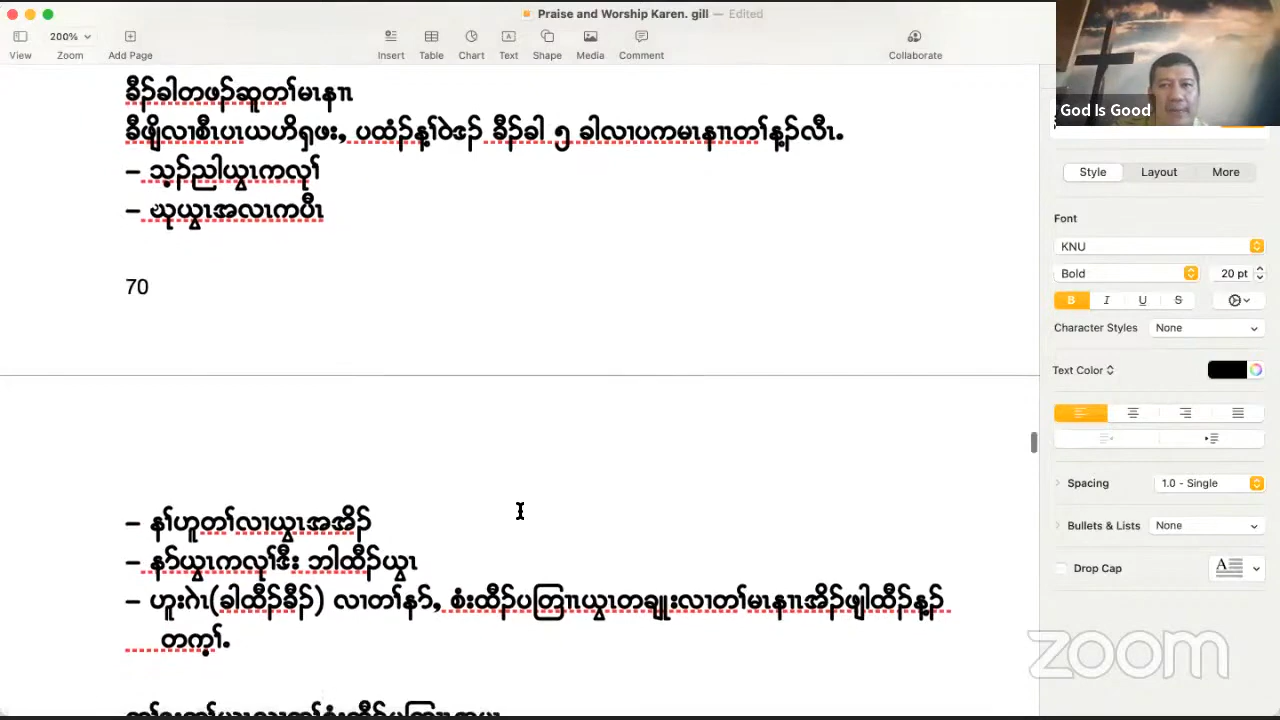 Praise and Worship Karen. gill — Edited
200%
View Zoom Add Page Insert Table Chart Text Shape Media Comment Collaborate
God Is Good
ခီၣ်ခါတဖၣ်ဆူတၢ်မၤနၢၤ
ခီဖျိလၢစီၤပၤယဟိရှဖး, ပထံၣ်န့ၢ်ဝဲဒၣ် ခီၣ်ခါ ၅ ခါလၢပကမၤနၢၤတၢ်န့ၣ်လီၤ.
– သ့ၣ်ညါယွၤကလုၢ်
– ဃုယွၤအလၤကပီၤ
70
– နၢ်ဟူတၢ်လၢယွၤအအိၣ်
– နာ်ယွၤကလုၢ်ဒီး ဘါထီၣ်ယွၤ
– ဟူးဂဲၤ(ခါထီၣ်ခီၣ်) လၢတၢ်နာ်, စံးထီၣ်ပတြၢၤယွၤတချူးလၢတၢ်မၤနၢၤအိၣ်ဖျါထီၣ်န့ၣ်
တက့ၢ်.
Style Layout More
Font
KNU
Bold 20 pt
B I U S
Character Styles None
Text Color
Spacing 1.0 - Single
Bullets & Lists None
Drop Cap
zoom